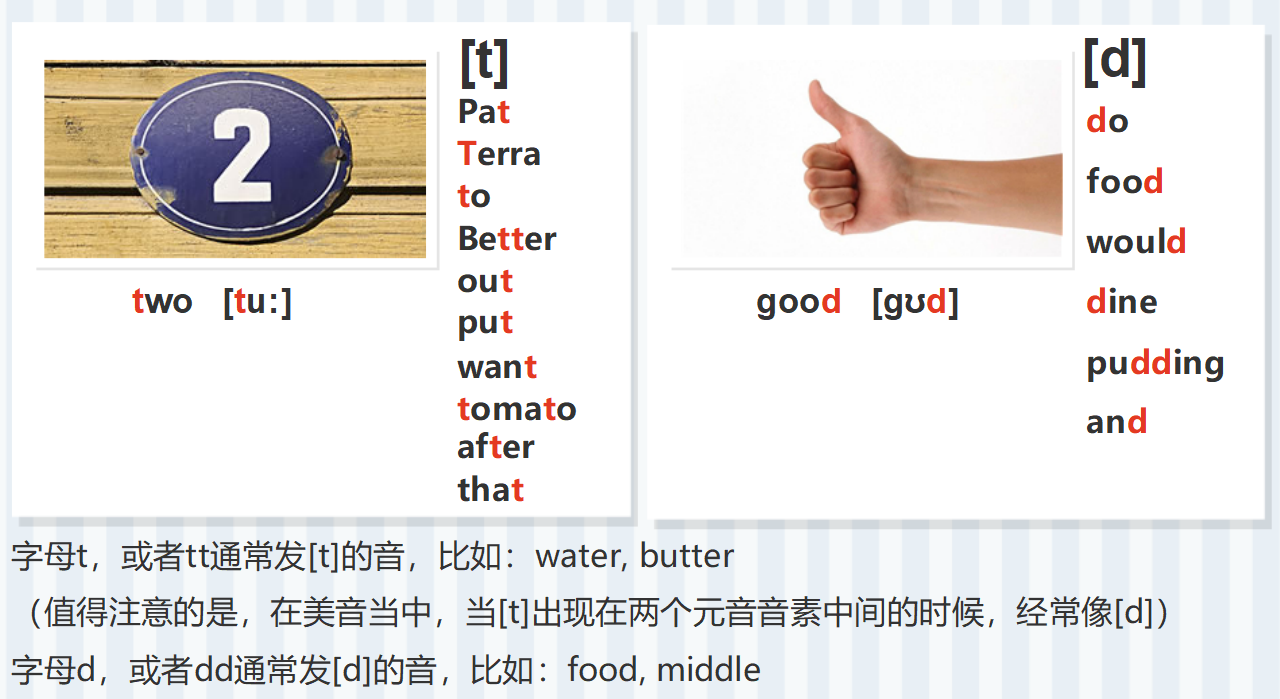 2
[t]
Pat
Terra
to
Better
out
put
want
tomato
after
that
two [tu:]
[d]
do
food
would
dine
pudding
and
good [gʊd]
字母t，或者tt通常发[t]的音，比如：water, butter
（值得注意的是，在美音当中，当[t]出现在两个元音音素中间的时候，经常像[d]）
字母d，或者dd通常发[d]的音，比如：food, middle